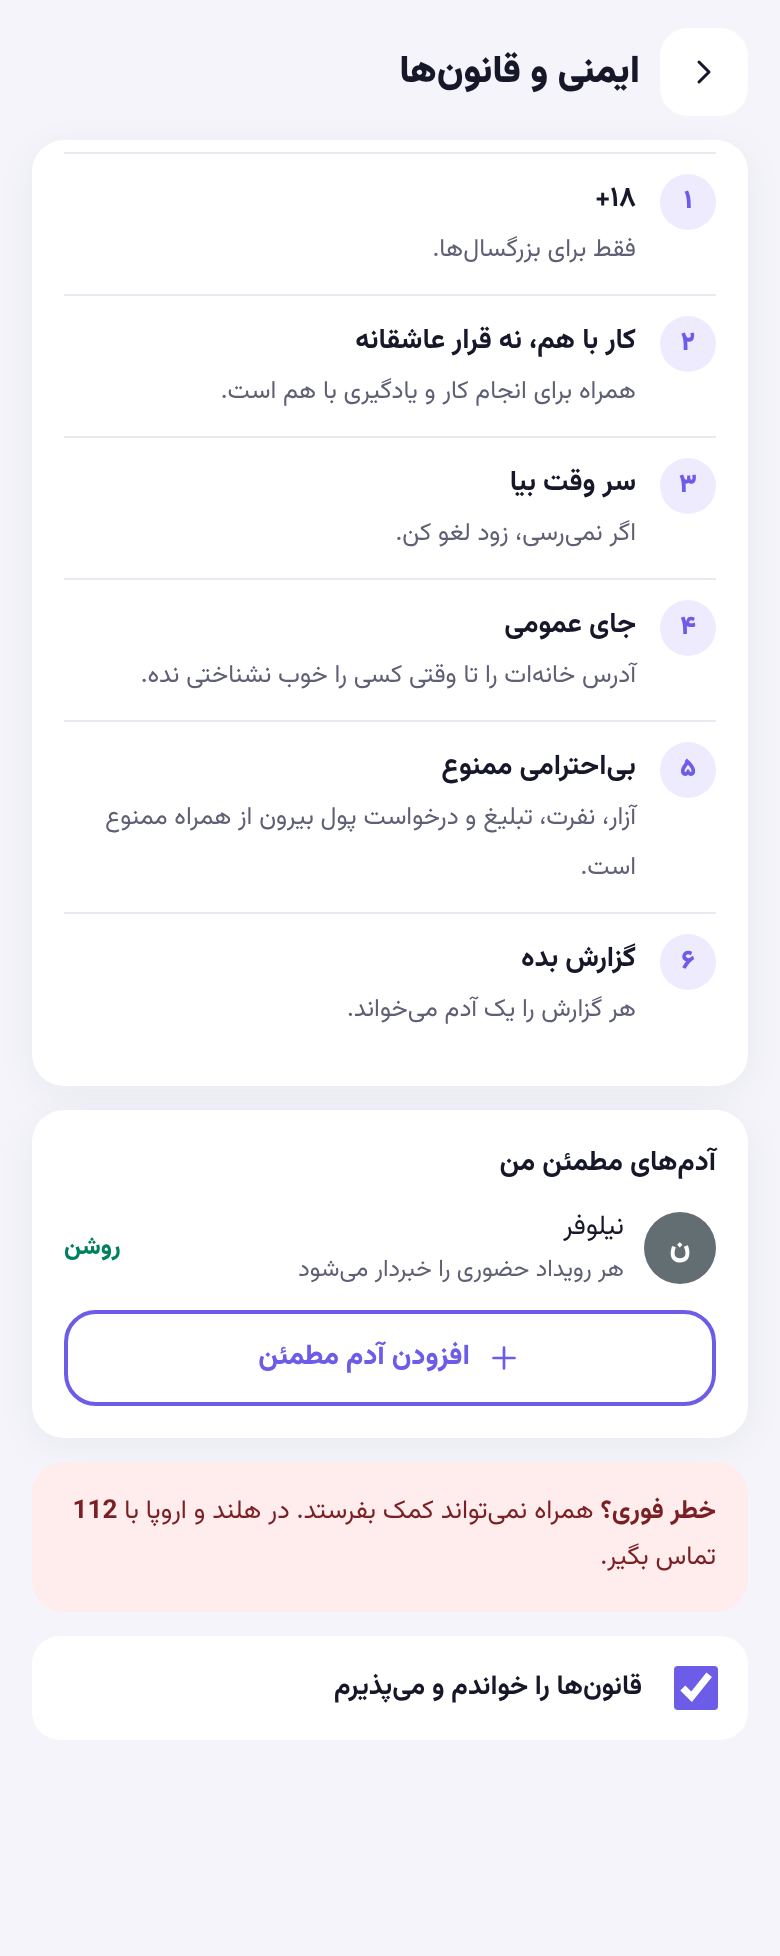 ایمنی و قانون‌ها
۱
۱۸+
فقط برای بزرگسال‌ها.
۲
کار با هم، نه قرار عاشقانه
همراه برای انجام کار و یادگیری با هم است.
۳
سر وقت بیا
اگر نمی‌رسی، زود لغو کن.
۴
جای عمومی
آدرس خانه‌ات را تا وقتی کسی را خوب نشناختی نده.
۵
بی‌احترامی ممنوع
آزار، نفرت، تبلیغ و درخواست پول بیرون از همراه ممنوع
است.
۶
گزارش بده
هر گزارش را یک آدم می‌خواند.
آدم‌های مطمئن من
ن
نیلوفر
هر رویداد حضوری را خبردار می‌شود
روشن
افزودن آدم مطمئن
خطر فوری؟ همراه نمی‌تواند کمک بفرستد. در هلند و اروپا با 112
تماس بگیر.
قانون‌ها را خواندم و می‌پذیرم